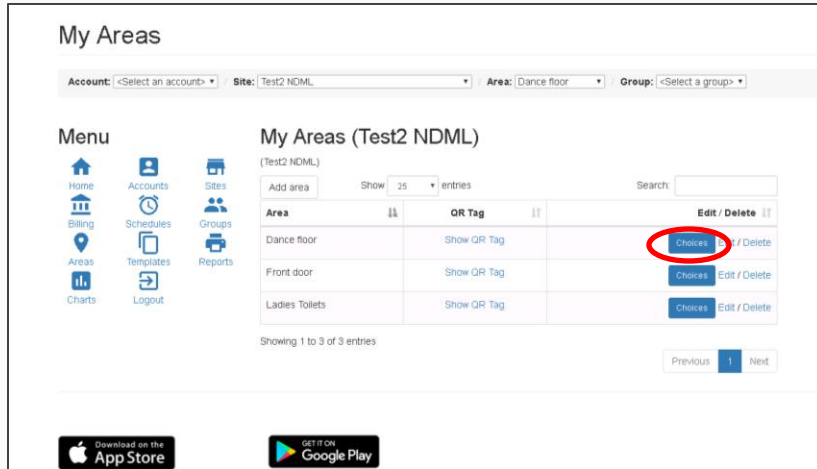 My Areas
Account: <Select an account> / Site: Test2 NDML / Area: Dance floor / Group: <Select a group>
Menu
Home Accounts Sites
Billing Schedules Groups
Areas Templates Reports
Charts Logout
My Areas (Test2 NDML)
(Test2 NDML)
Add area Show 25 entries Search:
Area QR Tag Edit / Delete
Dance floor Show QR Tag Choices Edit / Delete
Front door Show QR Tag Choices Edit / Delete
Ladies Toilets Show QR Tag Choices Edit / Delete
Showing 1 to 3 of 3 entries
Previous 1 Next
Download on the
App Store
GET IT ON
Google Play